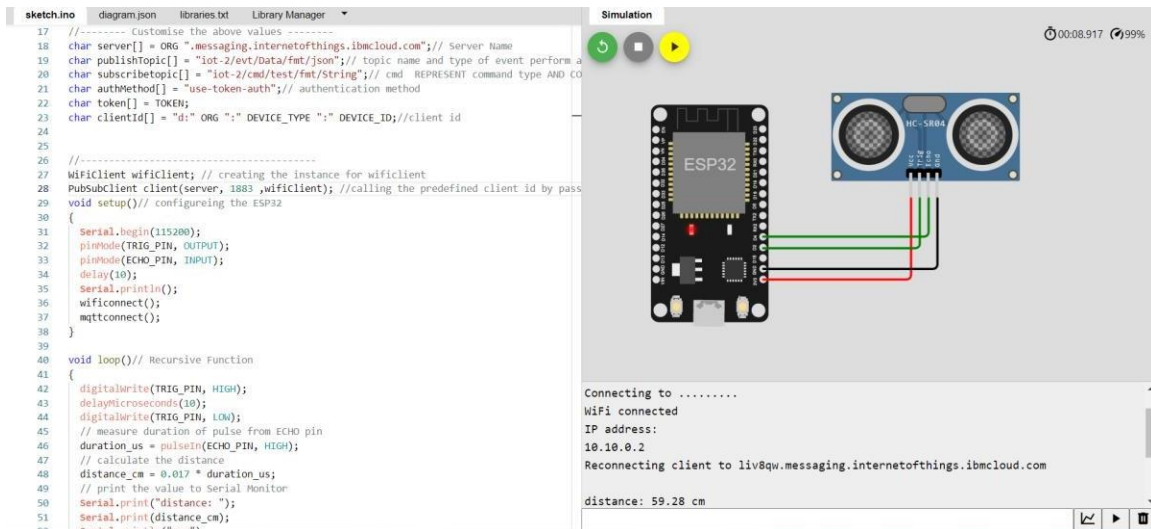 sketch.ino diagram.json libraries.txt Library Manager
17 //-------- Customise the above values --------
18 char server[] = ORG ".messaging.internetofthings.ibmcloud.com";// Server Name
19 char publishTopic[] = "iot-2/evt/Data/fmt/json";// topic name and type of event perform a
20 char subscribetopic[] = "iot-2/cmd/test/fmt/String";// cmd REPRESENT command type AND CO
21 char authMethod[] = "use-token-auth";// authentication method
22 char token[] = TOKEN;
23 char clientId[] = "d:" ORG ":" DEVICE_TYPE ":" DEVICE_ID;//client id
24
25
26 //-----------------------------------------
27 WiFiClient wifiClient; // creating the instance for wificlient
28 PubSubClient client(server, 1883 ,wifiClient); //calling the predefined client id by pass
29 void setup()// configureing the ESP32
30 {
31 Serial.begin(115200);
32 pinMode(TRIG_PIN, OUTPUT);
33 pinMode(ECHO_PIN, INPUT);
34 delay(10);
35 Serial.println();
36 wificonnect();
37 mqttconnect();
38 }
39
40 void loop()// Recursive Function
41 {
42 digitalWrite(TRIG_PIN, HIGH);
43 delayMicroseconds(10);
44 digitalWrite(TRIG_PIN, LOW);
45 // measure duration of pulse from ECHO pin
46 duration_us = pulseIn(ECHO_PIN, HIGH);
47 // calculate the distance
48 distance_cm = 0.017 * duration_us;
49 // print the value to Serial Monitor
50 Serial.print("distance: ");
51 Serial.print(distance_cm);
Simulation
00:08.917 99%
ESP32
HC-SR04
Vcc
Trig
Echo
Gnd
Connecting to .........
WiFi connected
IP address:
10.10.0.2
Reconnecting client to liv8qw.messaging.internetofthings.ibmcloud.com
distance: 59.28 cm